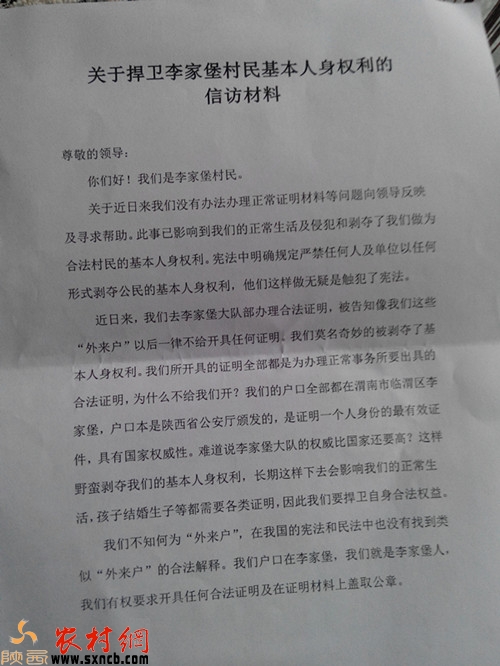 关于捍卫李家堡村民基本人身权利的
信访材料
尊敬的领导：
你们好！我们是李家堡村民。
关于近日来我们没有办法办理正常证明材料等问题向领导反映
及寻求帮助。此事已影响到我们的正常生活及侵犯和剥夺了我们做为
合法村民的基本人身权利。宪法中明确规定严禁任何人及单位以任何
形式剥夺公民的基本人身权利，他们这样做无疑是触犯了宪法。
近日来，我们去李家堡大队部办理合法证明，被告知像我们这些
“外来户”以后一律不给开具任何证明。我们莫名奇妙的被剥夺了基
本人身权利。我们所开具的证明全部都是为办理正常事务所要出具的
合法证明，为什么不给我们开？我们的户口全部都在渭南市临渭区李
家堡，户口本是陕西省公安厅颁发的，是证明一个人身份的最有效证
件，具有国家权威性。难道说李家堡大队的权威比国家还要高？这样
野蛮剥夺我们的基本人身权利，长期这样下去会影响我们的正常生
活，孩子结婚生子等都需要各类证明，因此我们要捍卫自身合法权益。
我们不知何为“外来户”，在我国的宪法和民法中也没有找到类
似“外来户”的合法解释。我们户口在李家堡，我们就是李家堡人，
我们有权要求开具任何合法证明及在证明材料上盖取公章。
陕西 农村網
www.sxncb.com